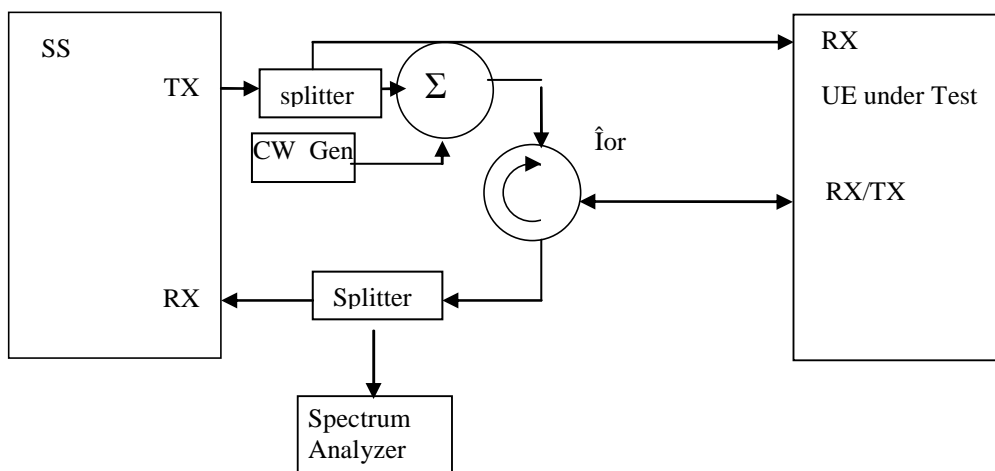 SS
TX
splitter
Σ
CW Gen
Îor
RX
UE under Test
RX/TX
RX
Splitter
Spectrum
Analyzer